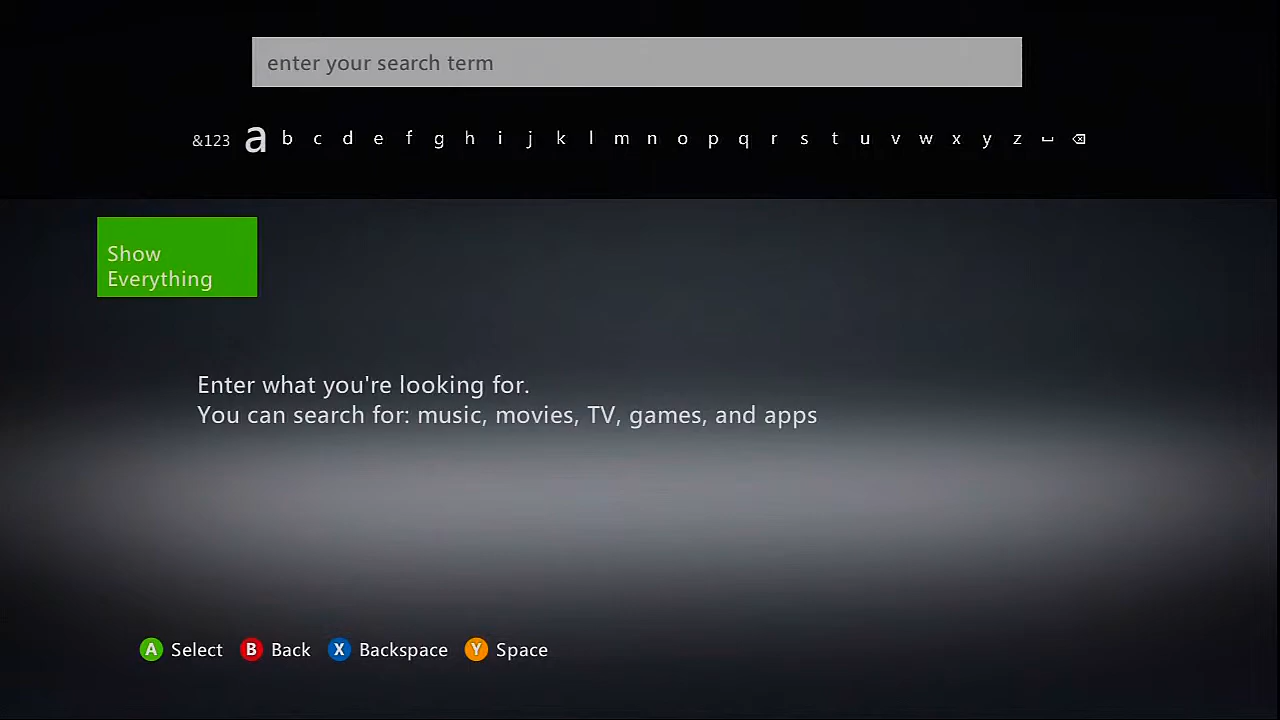 enter your search term
&123 a b c d e f g h i j k l m n o p q r s t u v w x y z
Show
Everything
Enter what you're looking for.
You can search for: music, movies, TV, games, and apps
A Select B Back X Backspace Y Space